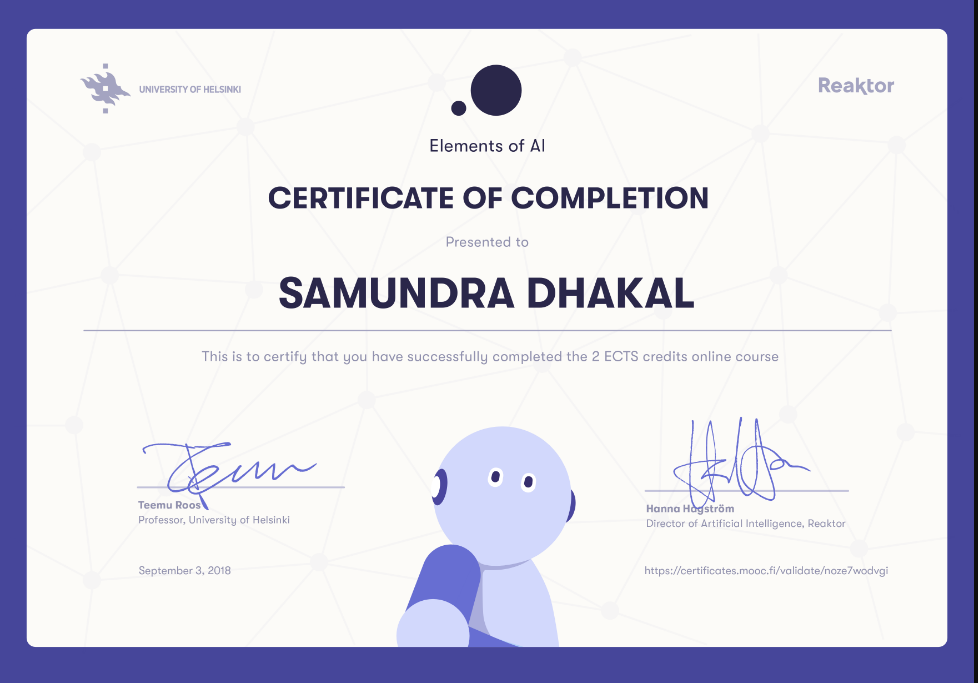 UNIVERSITY OF HELSINKI
Reaktor
Elements of AI
CERTIFICATE OF COMPLETION
Presented to
SAMUNDRA DHAKAL
This is to certify that you have successfully completed the 2 ECTS credits online course
Teemu Roos
Professor, University of Helsinki
Hanna Hagström
Director of Artificial Intelligence, Reaktor
September 3, 2018
https://certificates.mooc.fi/validate/naze7wodvgi